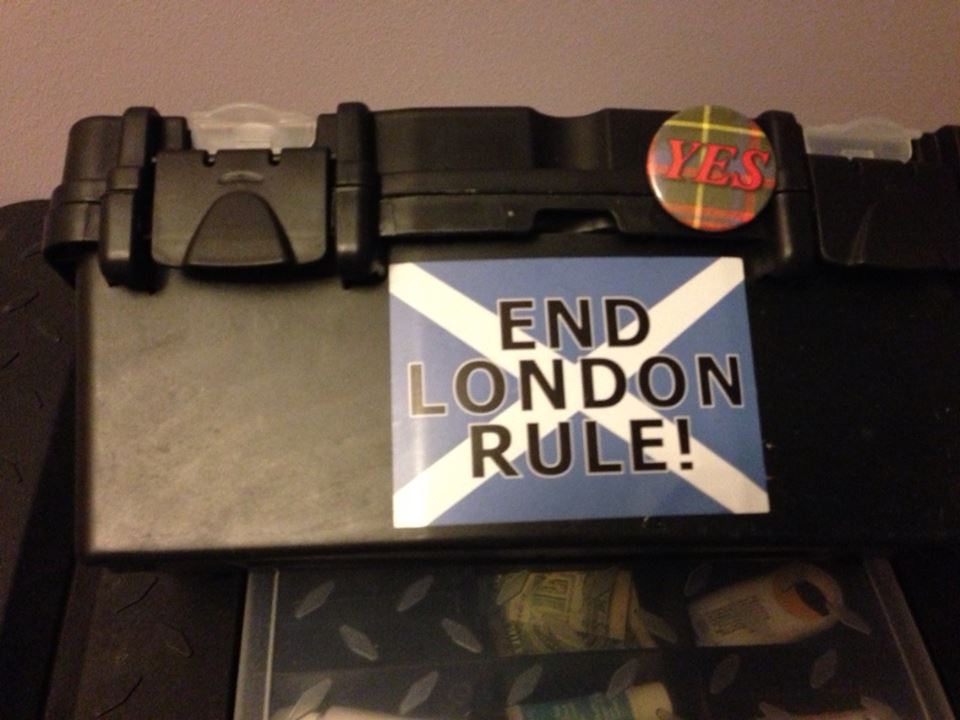 YES
END
LONDON
RULE!